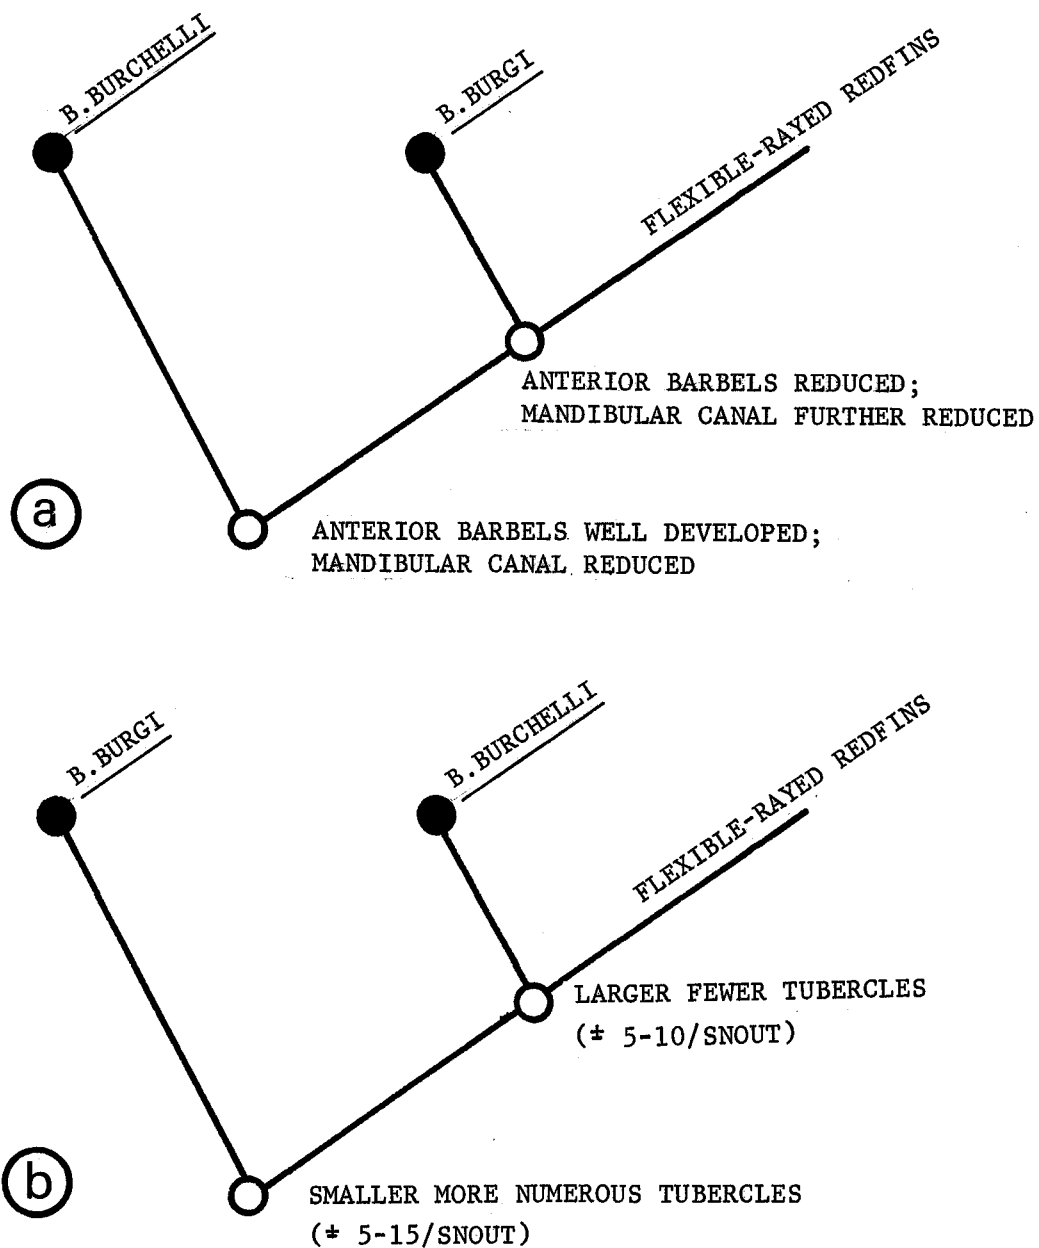 B.BURCHELLI
B.BURGI
FLEXIBLE-RAYED REDFINS
ANTERIOR BARBELS REDUCED;
MANDIBULAR CANAL FURTHER REDUCED
a
ANTERIOR BARBELS WELL DEVELOPED;
MANDIBULAR CANAL REDUCED
B.BURGI
B.BURCHELLI
FLEXIBLE-RAYED REDFINS
LARGER FEWER TUBERCLES
(± 5-10/SNOUT)
b
SMALLER MORE NUMEROUS TUBERCLES
(± 5-15/SNOUT)